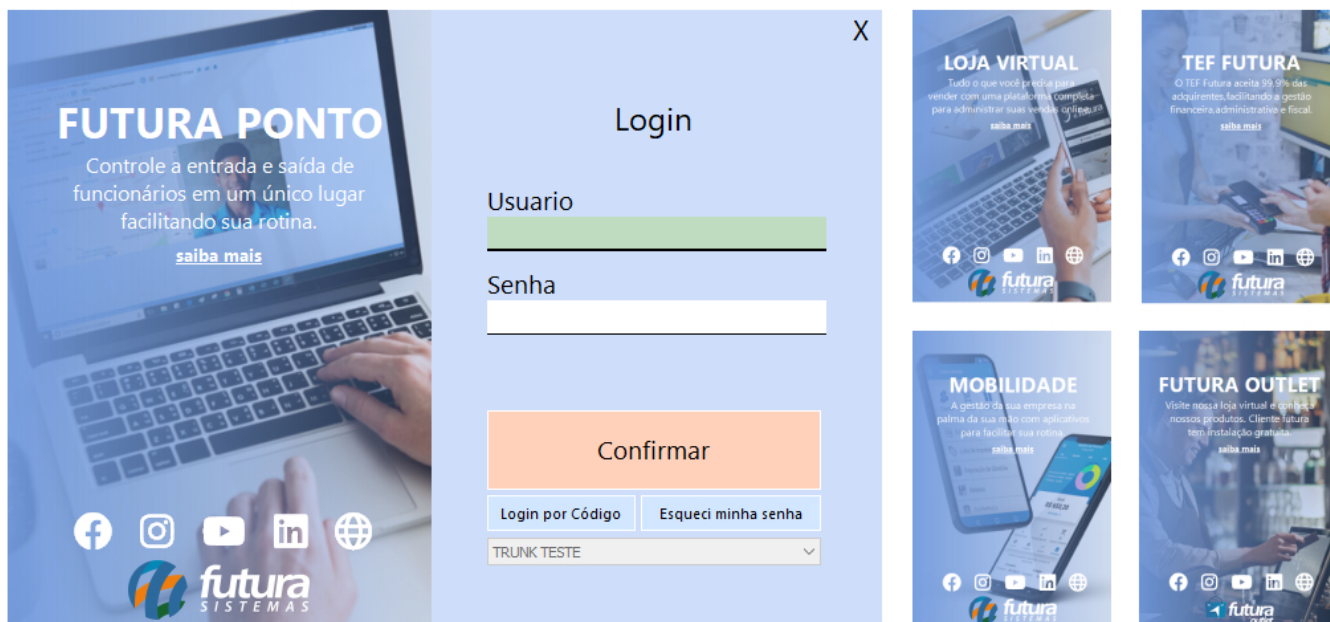 FUTURA PONTO
Controle a entrada e saída de
funcionários em um único lugar
facilitando sua rotina.
saiba mais
futura
SISTEMAS
X
Login
Usuario
Senha
Confirmar
Login por Código
Esqueci minha senha
TRUNK TESTE
LOJA VIRTUAL
Tudo o que você precisa para
vender com uma plataforma completa
para administrar suas vendas online.
saiba mais
futura
SISTEMAS
TEF FUTURA
O TEF Futura aceita 99,9% das
adquirentes,facilitando a gestão
financeira,administrativa e fiscal.
saiba mais
futura
SISTEMAS
MOBILIDADE
A gestão da sua empresa na
palma da sua mão com aplicativos
para facilitar sua rotina.
saiba mais
futura
FUTURA OUTLET
Visite nossa loja virtual e conheça
nossos produtos. Cliente futura
tem instalação gratuita.
saiba mais
futura
outlet